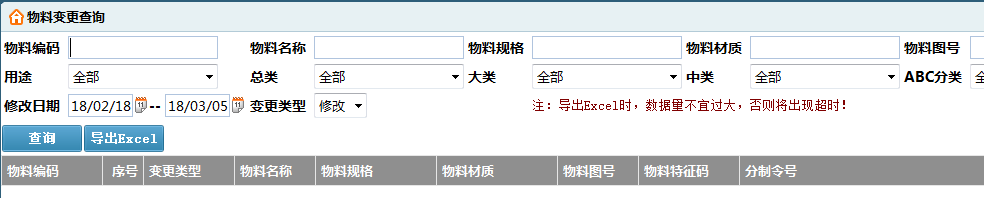 物料变更查询
物料编码 物料名称 物料规格 物料材质 物料图号
用途 全部 总类 全部 大类 全部 中类 全部 ABC分类
修改日期 18/02/18 -- 18/03/05 变更类型 修改 注：导出Excel时，数据量不宜过大，否则将出现超时！
查询 导出Excel
物料编码 序号 变更类型 物料名称 物料规格 物料材质 物料图号 物料特征码 分制令号